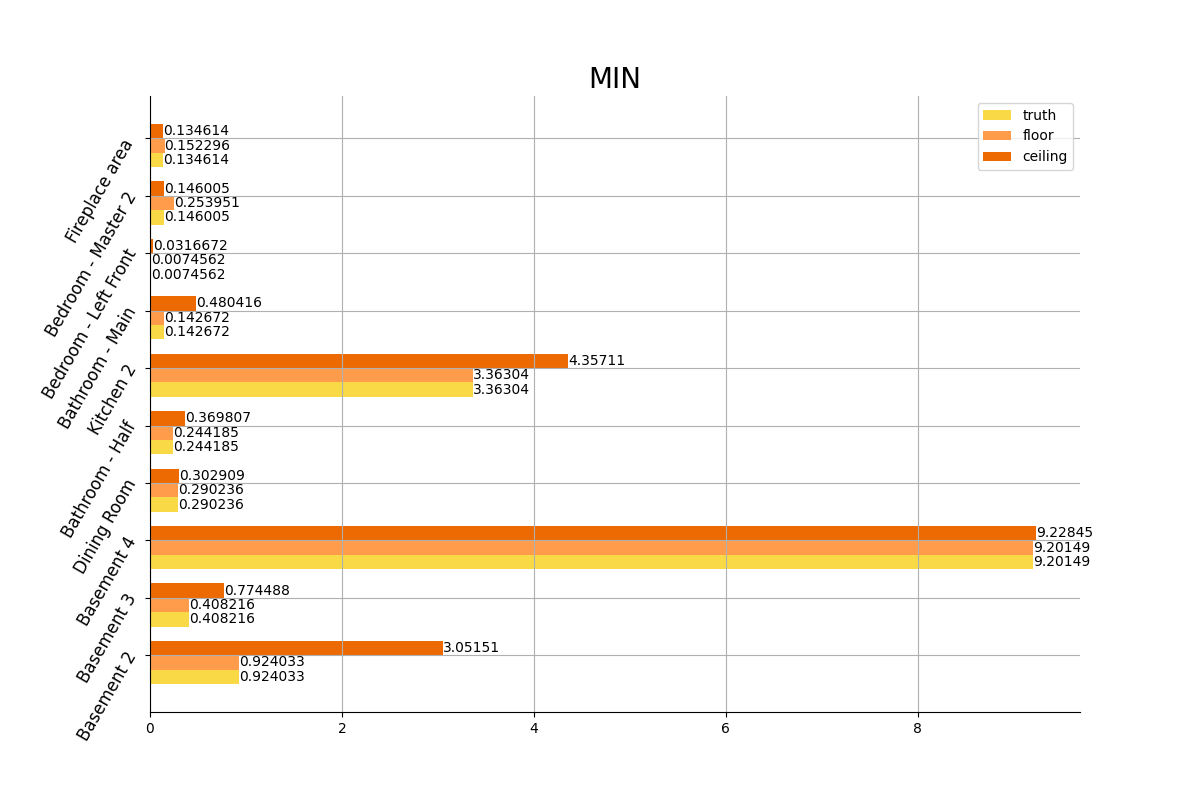 MIN
truth
floor
ceiling
Fireplace area
0.134614
0.152296
0.134614
Bedroom - Master 2
0.146005
0.253951
0.146005
Bedroom - Left Front
0.0316672
0.0074562
0.0074562
Bathroom - Main
0.480416
0.142672
0.142672
Kitchen 2
4.35711
3.36304
3.36304
Bathroom - Half
0.369807
0.244185
0.244185
Dining Room
0.302909
0.290236
0.290236
Basement 4
9.22845
9.20149
9.20149
Basement 3
0.774488
0.408216
0.408216
Basement 2
3.05151
0.924033
0.924033
0 2 4 6 8